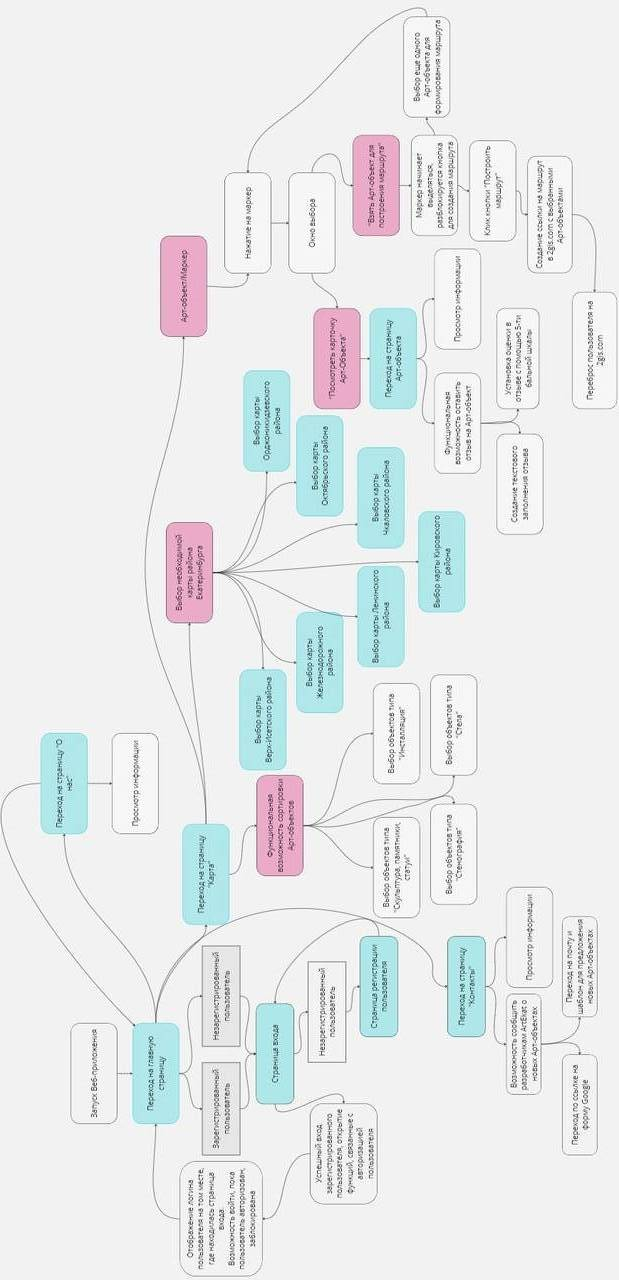 Запуск Веб-приложения
Переход на главную
страницу
Отображение логина
пользователя на том месте,
где находилась страница
входа.
Возможность войти, пока
пользователь авторизован,
заблокирована
Зарегистрированный
пользователь
Незарегистрированный
пользователь
Страница входа
Успешный вход
зарегистрированного
пользователя, открытие
функций, связанные с
авторизацией
пользователя
Незарегистрированный
пользователь
Страница регистрации
пользователя
Переход на страницу
"Контакты"
Возможность сообщить
разработчикам ArtEkat о
новых Арт-объектах
Просмотр информации
Переход по ссылке на
форму Google
Переход на почту и
шаблон для предложения
новых Арт-объектах
Переход на страницу "О
нас"
Просмотр информации
Переход на страницу
"Карта"
Функциональная
возможность сортировки
Арт-объектов
Выбор объектов типа
"Скульптура, памятники,
статуи"
Выбор объектов типа
"Инсталляция"
Выбор объектов типа
"Стенография"
Выбор объектов типа
"Стела"
Выбор необходимой
карты района
Екатеринбурга
Выбор карты
Верх-Исетского района
Выбор карты
Железнодорожного
района
Выбор карты Ленинского
района
Выбор карты Кировского
района
Выбор карты
Чкаловского района
Выбор карты
Октябрьского района
Выбор карты
Орджоникидзевского
района
Арт-объект/Маркер
Нажатие на маркер
Окно выбора
"Посмотреть карточку
Арт-Объекта"
Переход на страницу
Арт-объекта
Функциональная
возможность оставить
отзыв на Арт-объект
Просмотр информации
Создание текстового
заполнения отзыва
Установка оценки в
отзыве с помощью 5-ти
бальной шкалы
"Взять Арт-объект для
построения маршрута"
Маркер начинает
выделяться,
разблокируется кнопка
для создания маршрута
Выбор еще одного
Арт-объекта для
формирования маршрута
Клик кнопки "Построить
маршрут"
Создание ссылки на маршрут
в 2gis.com с выбранными
Арт-объектами
Переброс пользователя на
2gis.com